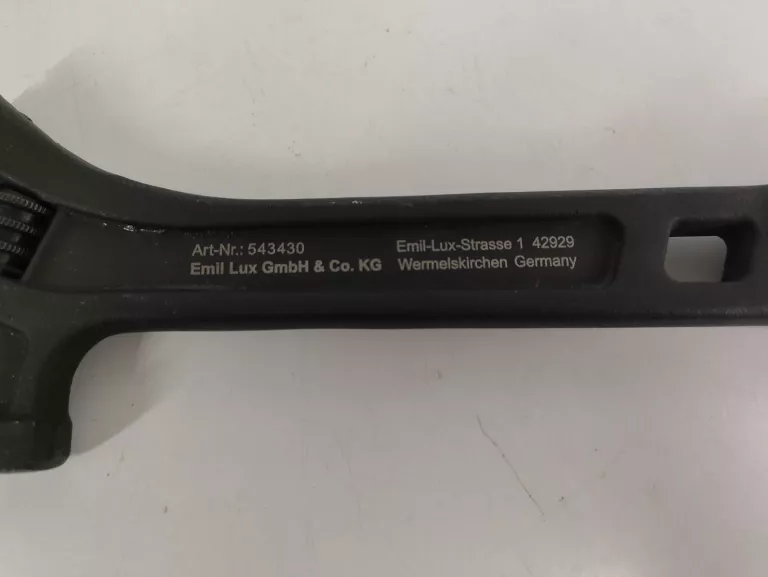 Art-Nr.: 543430
Emil Lux GmbH & Co. KG
Emil-Lux-Strasse 1 42929
Wermelskirchen Germany